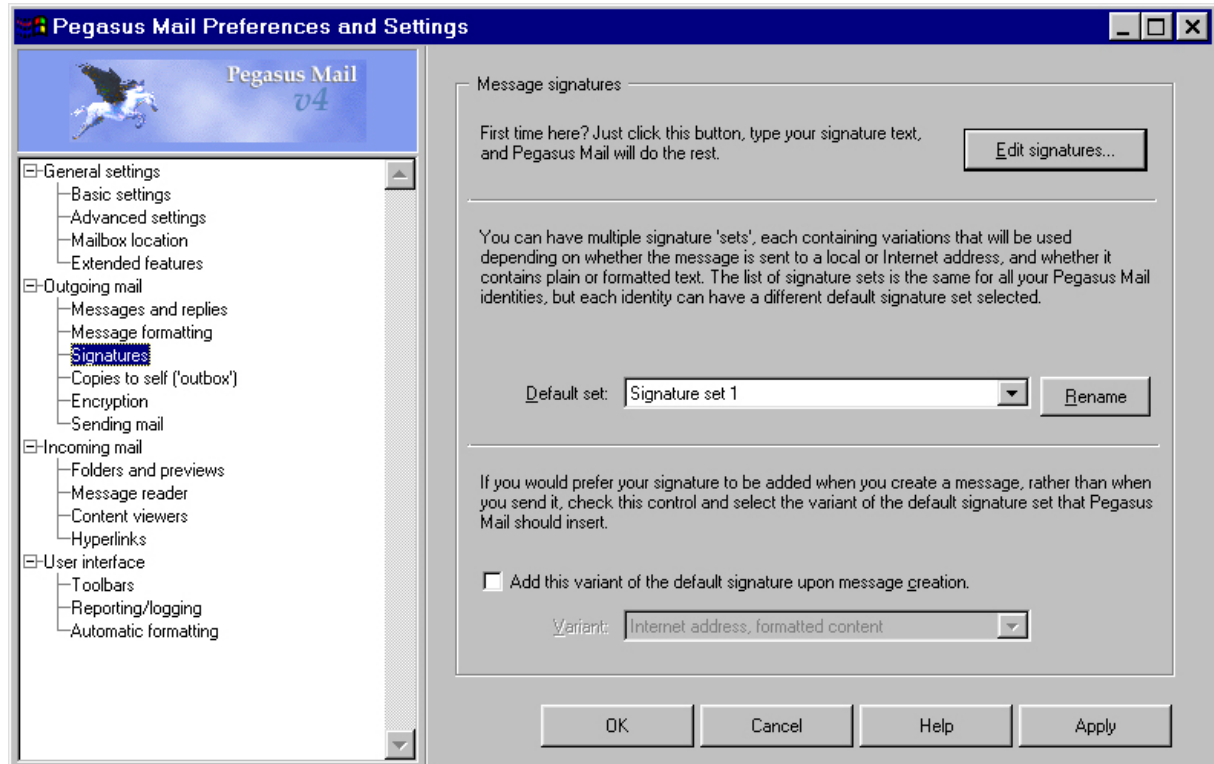 Pegasus Mail Preferences and Settings
Pegasus Mail
v4
General settings
Basic settings
Advanced settings
Mailbox location
Extended features
Outgoing mail
Messages and replies
Message formatting
Signatures
Copies to self ('outbox')
Encryption
Sending mail
Incoming mail
Folders and previews
Message reader
Content viewers
Hyperlinks
User interface
Toolbars
Reporting/logging
Automatic formatting
Message signatures
First time here? Just click this button, type your signature text,
and Pegasus Mail will do the rest.
Edit signatures...
You can have multiple signature 'sets', each containing variations that will be used
depending on whether the message is sent to a local or Internet address, and whether it
contains plain or formatted text. The list of signature sets is the same for all your Pegasus Mail
identities, but each identity can have a different default signature set selected.
Default set: Signature set 1 Rename
If you would prefer your signature to be added when you create a message, rather than when
you send it, check this control and select the variant of the default signature set that Pegasus
Mail should insert.
Add this variant of the default signature upon message creation.
Variant: Internet address, formatted content
OK Cancel Help Apply